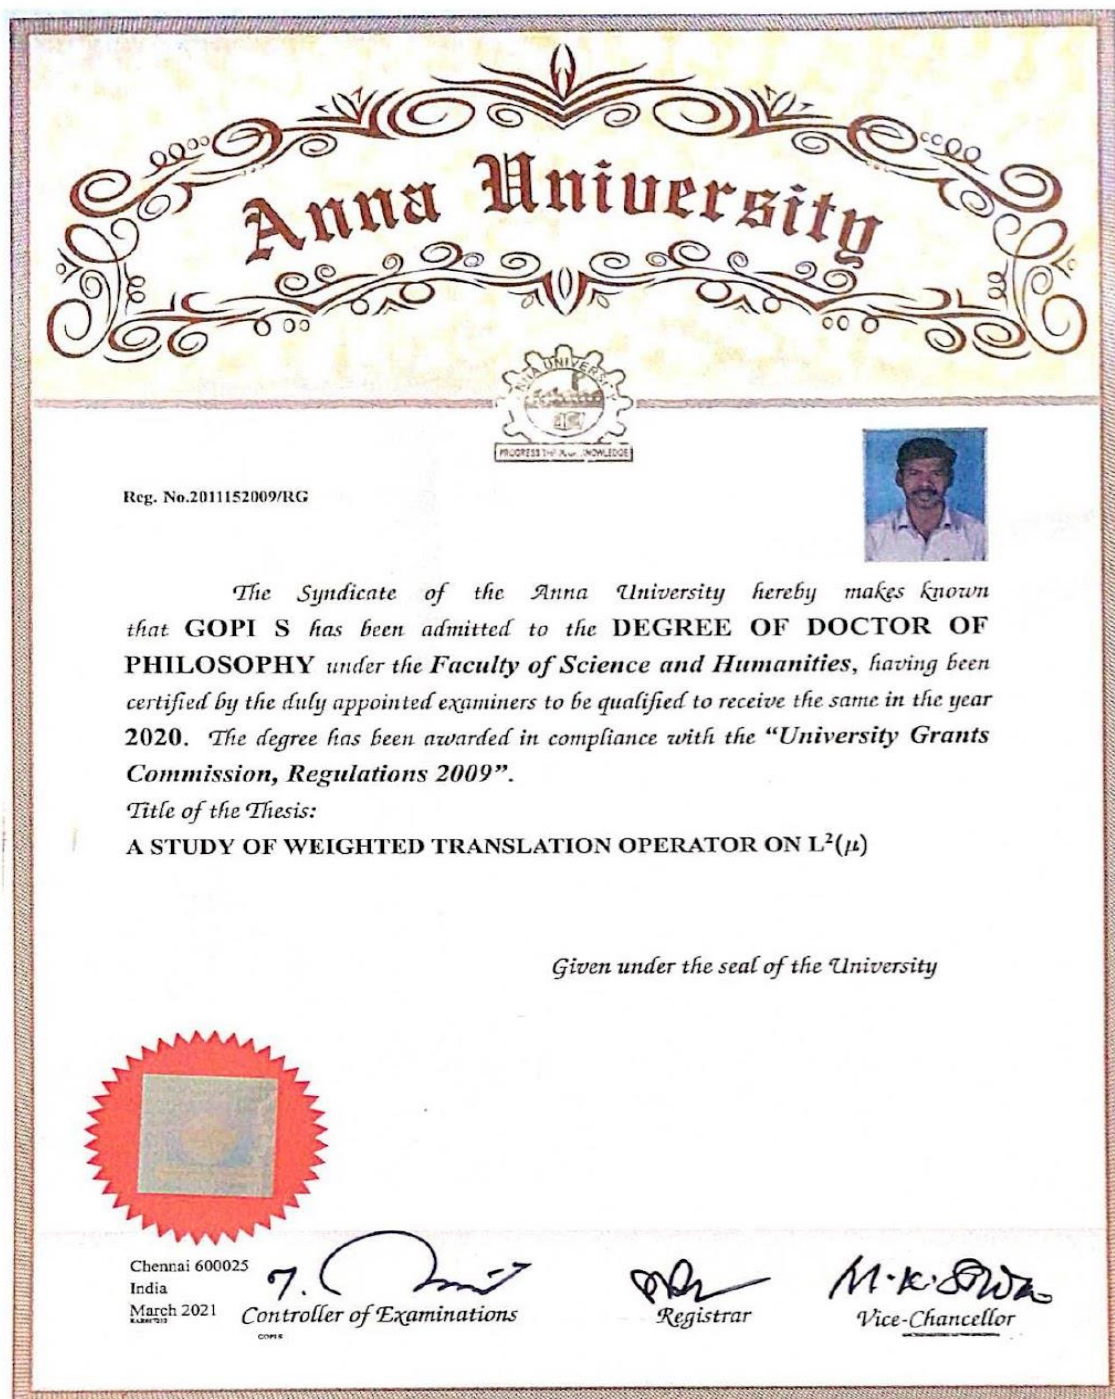 Anna University
ANNA UNIVERSITY
PROGRESS THROUGH KNOWLEDGE
Reg. No.2011152009/RG
The Syndicate of the Anna University hereby makes known
that GOPI S has been admitted to the DEGREE OF DOCTOR OF
PHILOSOPHY under the Faculty of Science and Humanities, having been
certified by the duly appointed examiners to be qualified to receive the same in the year
2020. The degree has been awarded in compliance with the “University Grants
Commission, Regulations 2009”.
Title of the Thesis:
A STUDY OF WEIGHTED TRANSLATION OPERATOR ON L²(μ)
Given under the seal of the University
Chennai 600025
India
March 2021
Controller of Examinations
Registrar
Vice-Chancellor
GOPI S